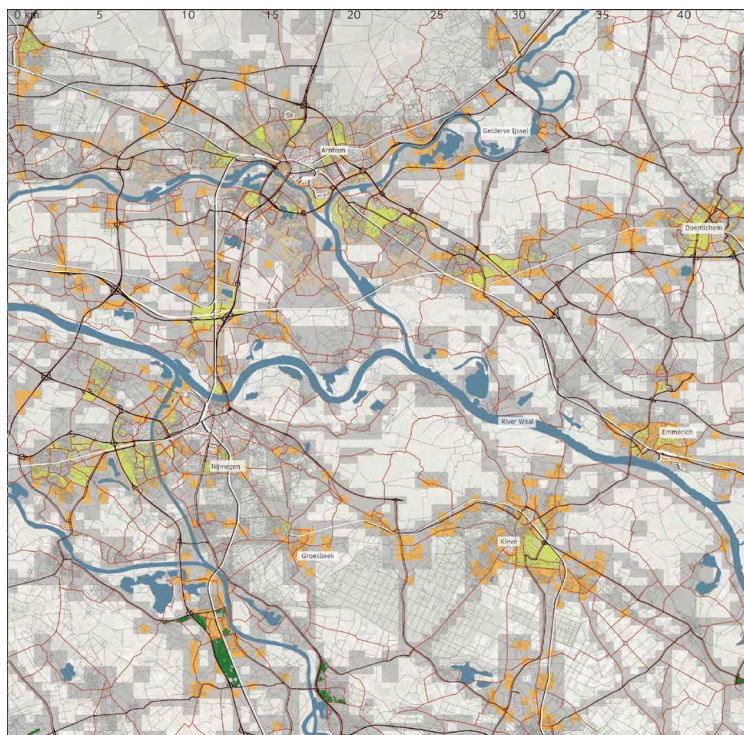 0 km 5 10 15 20 25 30 35 40
Gelderse Ijssel
Arnhem
Doentichem
River Waal
Emmerich
Nijmegen
Kleve
Groesbeek